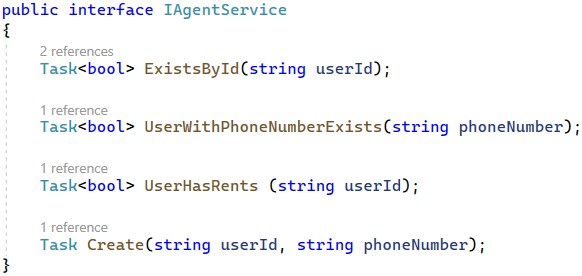 public interface IAgentService
{
2 references
Task<bool> ExistsById(string userId);
1 reference
Task<bool> UserWithPhoneNumberExists(string phoneNumber);
1 reference
Task<bool> UserHasRents (string userId);
1 reference
Task Create(string userId, string phoneNumber);
}